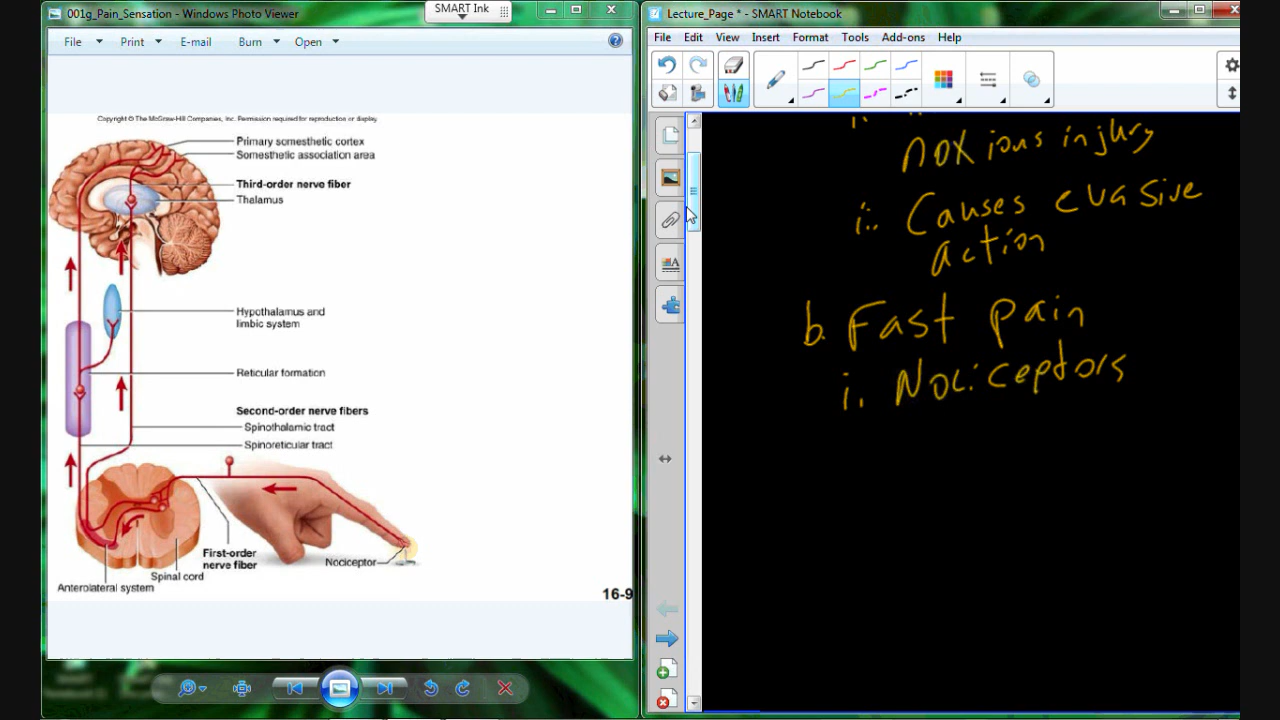 001g_Pain_Sensation - Windows Photo Viewer
SMART Ink
File Print E-mail Burn Open
Copyright © The McGraw-Hill Companies, Inc. Permission required for reproduction or display.
Primary somesthetic cortex
Somesthetic association area
Third-order nerve fiber
Thalamus
Hypothalamus and
limbic system
Reticular formation
Second-order nerve fibers
Spinothalamic tract
Spinoreticular tract
First-order
nerve fiber
Nociceptor
Spinal cord
Anterolateral system
16-9
Lecture_Page * - SMART Notebook
File Edit View Insert Format Tools Add-ons Help
noxious injury
ii. Causes evasive
action
b. Fast pain
i. Nociceptors